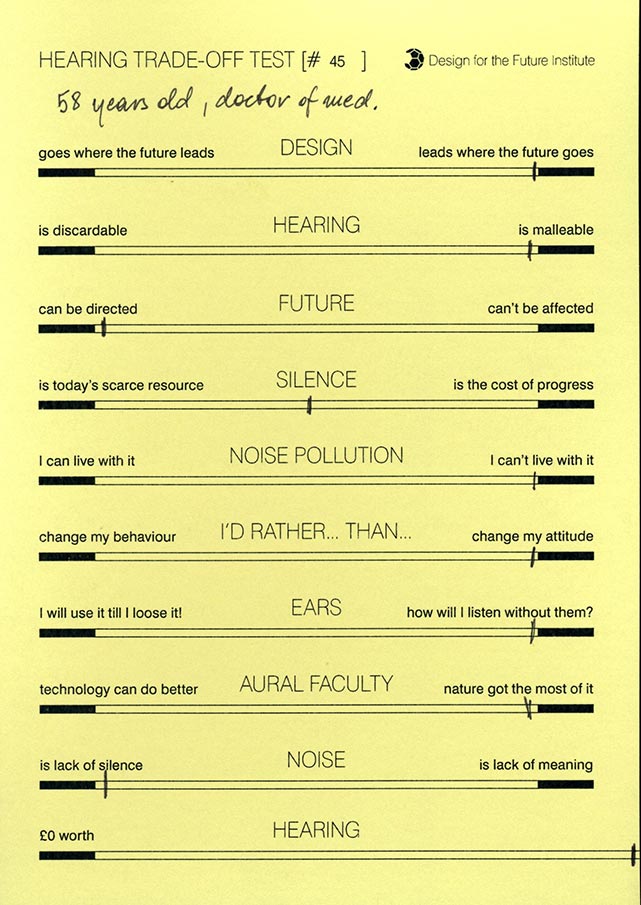 HEARING TRADE-OFF TEST [# 45 ] Design for the Future Institute
58 years old, doctor of med.
goes where the future leads DESIGN leads where the future goes
is discardable HEARING is malleable
can be directed FUTURE can't be affected
is today's scarce resource SILENCE is the cost of progress
I can live with it NOISE POLLUTION I can't live with it
change my behaviour I'D RATHER... THAN... change my attitude
I will use it till I loose it! EARS how will I listen without them?
technology can do better AURAL FACULTY nature got the most of it
is lack of silence NOISE is lack of meaning
£0 worth HEARING